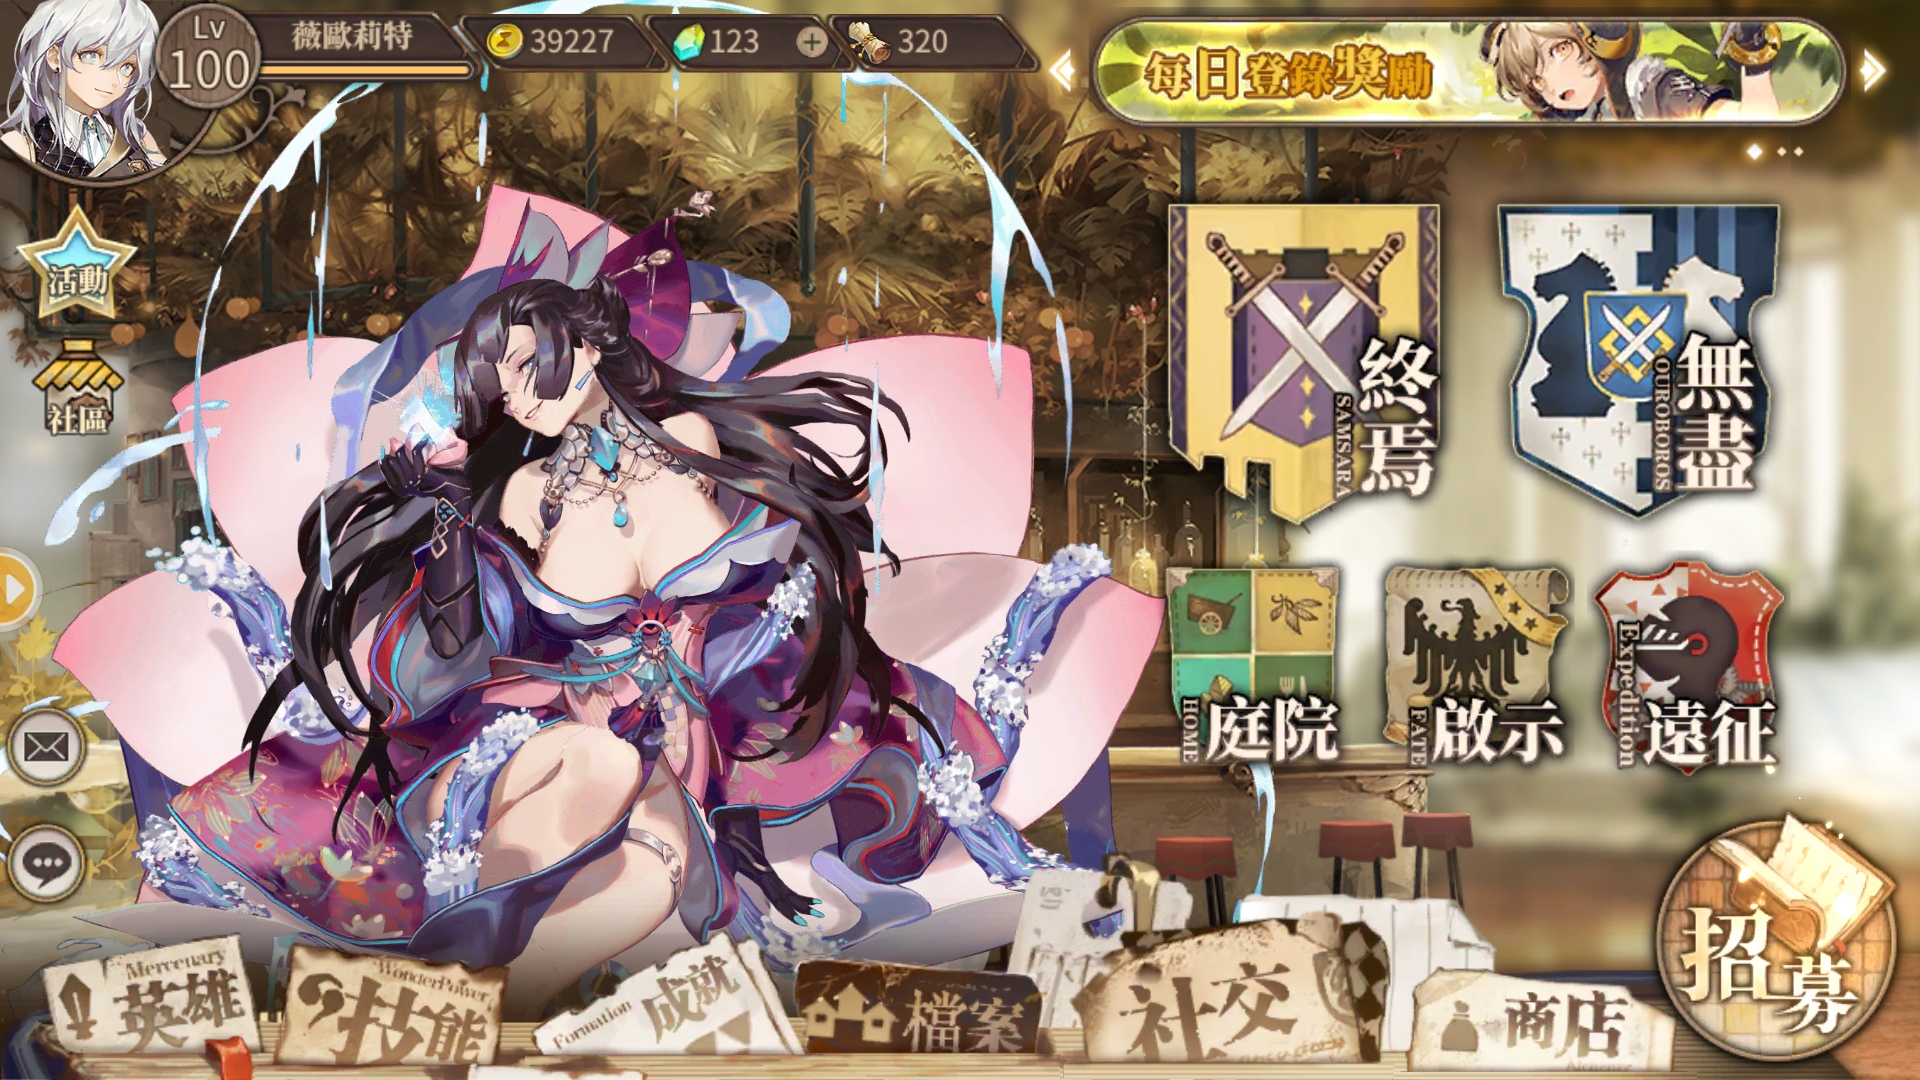 Lv
100
薇歐莉特
39227
123
320
每日登錄獎勵
活動
社區
終焉
SAMSARA
無盡
OUROBOROS
庭院
HOME
啟示
FATE
遠征
Expedition
招募
Mercenary
英雄
WonderPower
技能
Formation
成就
檔案
社交
商店
Alchemy